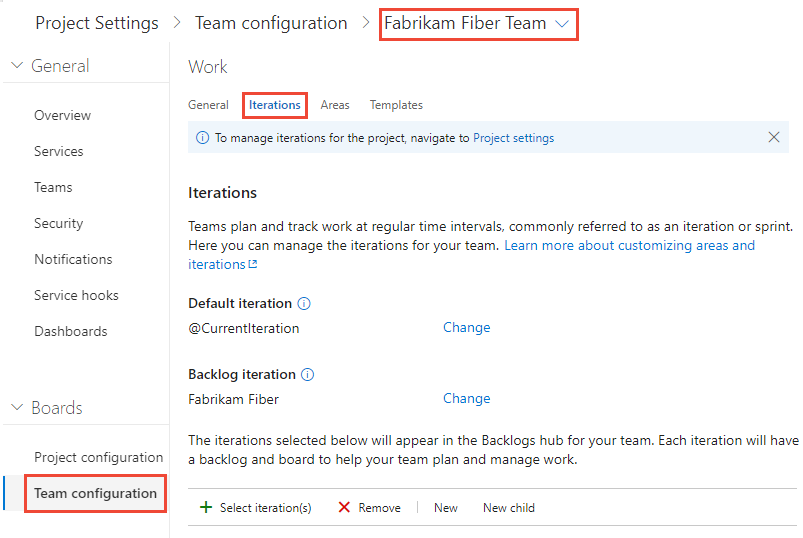 Project Settings > Team configuration > Fabrikam Fiber Team
General
Overview
Services
Teams
Security
Notifications
Service hooks
Dashboards
Boards
Project configuration
Team configuration
Work
General Iterations Areas Templates
To manage iterations for the project, navigate to Project settings
Iterations
Teams plan and track work at regular time intervals, commonly referred to as an iteration or sprint.
Here you can manage the iterations for your team. Learn more about customizing areas and
iterations
Default iteration
@CurrentIteration Change
Backlog iteration
Fabrikam Fiber Change
The iterations selected below will appear in the Backlogs hub for your team. Each iteration will have
a backlog and board to help your team plan and manage work.
Select iteration(s) Remove New New child